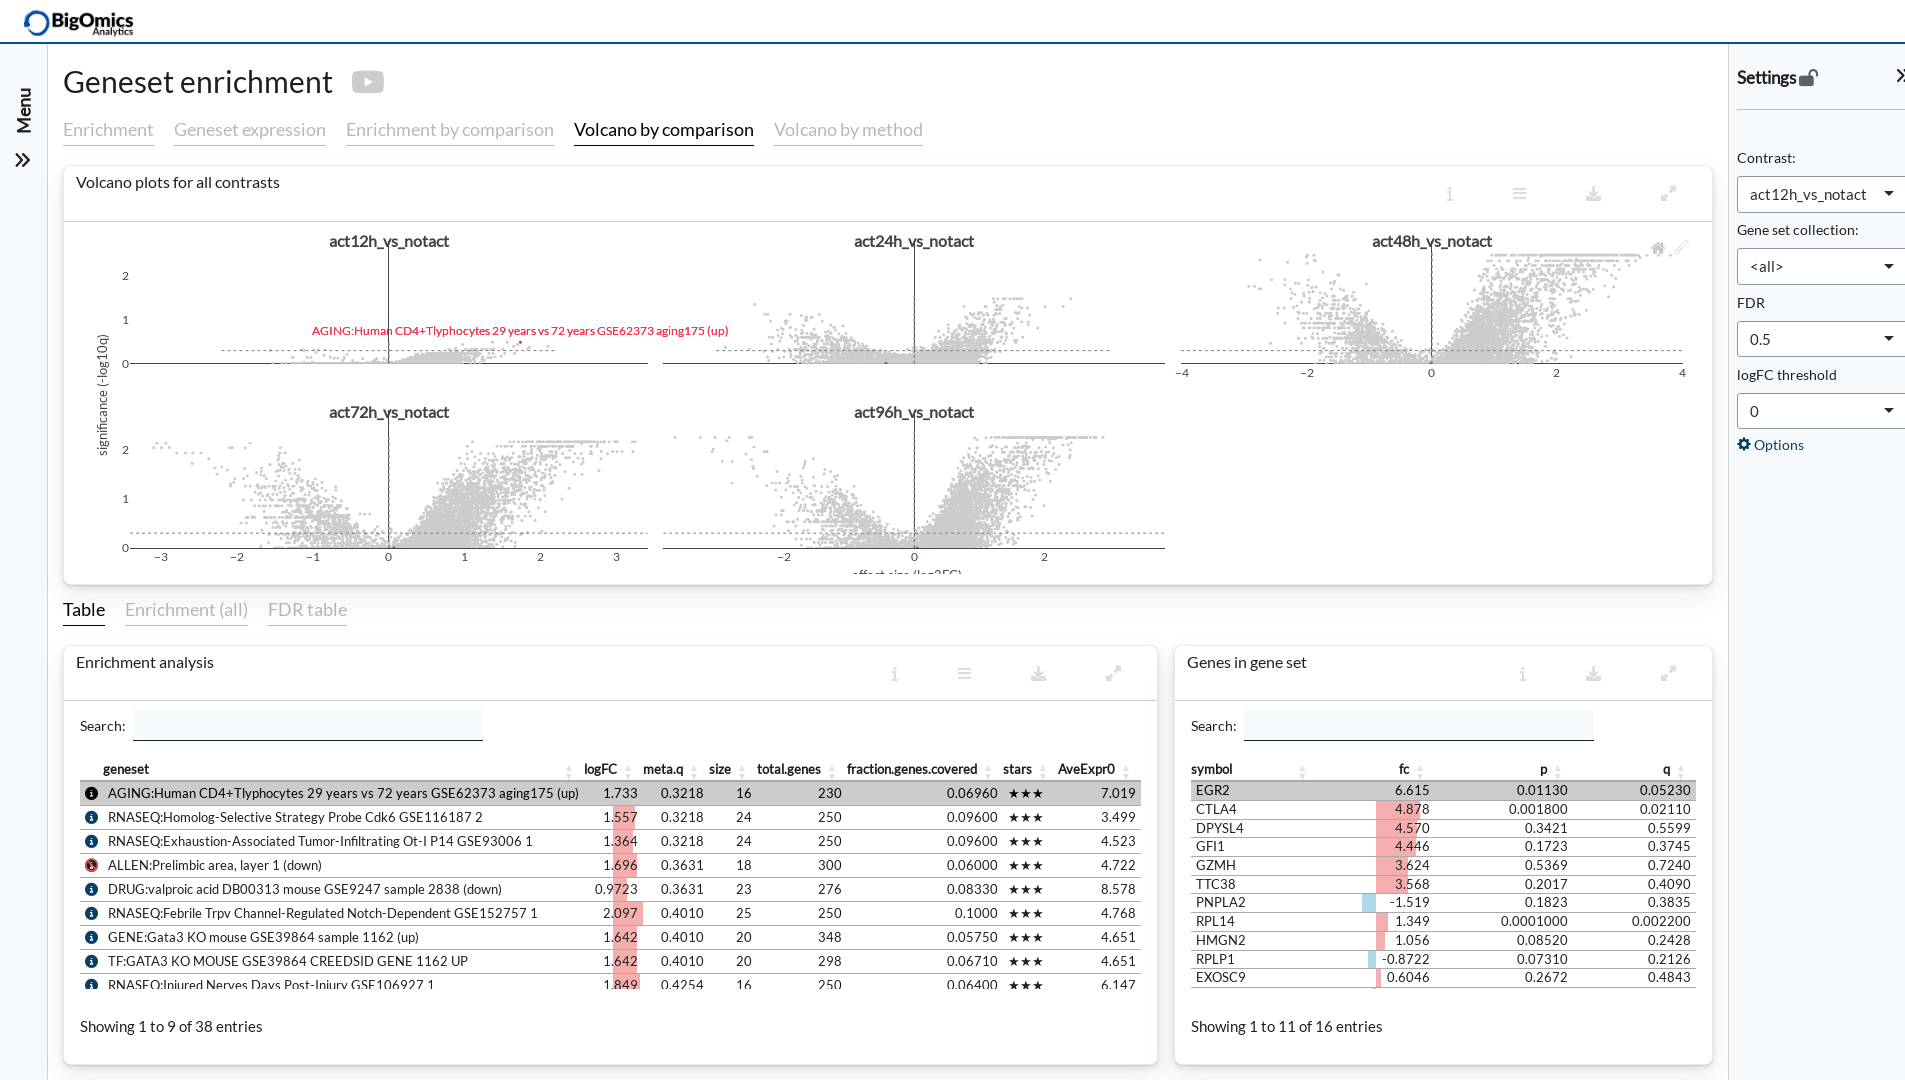 BigOmics
Analytics
Menu
Geneset enrichment
Enrichment Geneset expression Enrichment by comparison Volcano by comparison Volcano by method
Volcano plots for all contrasts
act12h_vs_notact act24h_vs_notact act48h_vs_notact
2
1
0
AGING:Human CD4+Tlyphocytes 29 years vs 72 years GSE62373 aging175 (up)
−4 −2 0 2 4
significance (-log10q)
act72h_vs_notact act96h_vs_notact
2
1
0
−3 −2 −1 0 1 2 3 −2 0 2
effect size (log2FC)
Table Enrichment (all) FDR table
Enrichment analysis
Search:
geneset logFC meta.q size total.genes fraction.genes.covered stars AveExpr0
AGING:Human CD4+Tlyphocytes 29 years vs 72 years GSE62373 aging175 (up) 1.733 0.3218 16 230 0.06960 ★★★ 7.019
RNASEQ:Homolog-Selective Strategy Probe Cdk6 GSE116187 2 1.557 0.3218 24 250 0.09600 ★★★ 3.499
RNASEQ:Exhaustion-Associated Tumor-Infiltrating Ot-I P14 GSE93006 1 1.364 0.3218 24 250 0.09600 ★★★ 4.523
ALLEN:Prelimbic area, layer 1 (down) 1.696 0.3631 18 300 0.06000 ★★★ 4.722
DRUG:valproic acid DB00313 mouse GSE9247 sample 2838 (down) 0.9723 0.3631 23 276 0.08330 ★★★ 8.578
RNASEQ:Febrile Trpv Channel-Regulated Notch-Dependent GSE152757 1 2.097 0.4010 25 250 0.1000 ★★★ 4.768
GENE:Gata3 KO mouse GSE39864 sample 1162 (up) 1.642 0.4010 20 348 0.05750 ★★★ 4.651
TF:GATA3 KO MOUSE GSE39864 CREEDSID GENE 1162 UP 1.642 0.4010 20 298 0.06710 ★★★ 4.651
RNASEQ:Injured Nerves Days Post-Injury GSE106927 1 1.849 0.4254 16 250 0.06400 ★★★ 6.147
Showing 1 to 9 of 38 entries
Genes in gene set
Search:
symbol fc p q
EGR2 6.615 0.01130 0.05230
CTLA4 4.878 0.001800 0.02110
DPYSL4 4.570 0.3421 0.5599
GFI1 4.446 0.1723 0.3745
GZMH 3.624 0.5369 0.7240
TTC38 3.568 0.2017 0.4090
PNPLA2 -1.519 0.1823 0.3835
RPL14 1.349 0.0001000 0.002200
HMGN2 1.056 0.08520 0.2428
RPLP1 -0.8722 0.07310 0.2126
EXOSC9 0.6046 0.2672 0.4843
Showing 1 to 11 of 16 entries
Settings
Contrast:
act12h_vs_notact
Gene set collection:
<all>
FDR
0.5
logFC threshold
0
Options